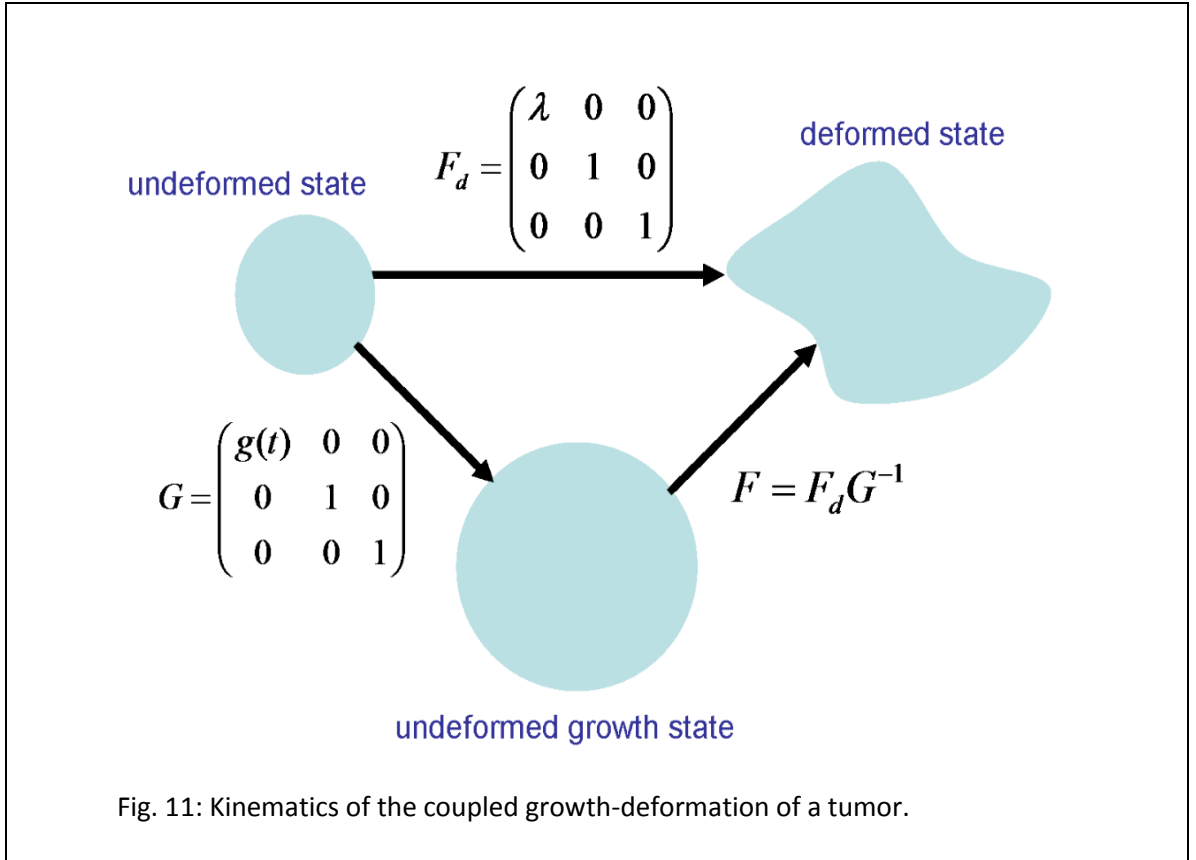 undeformed state
F_d = (λ 0 0
0 1 0
0 0 1)
deformed state
G = (g(t) 0 0
0 1 0
0 0 1)
F = F_d G^{-1}
undeformed growth state
Fig. 11: Kinematics of the coupled growth-deformation of a tumor.